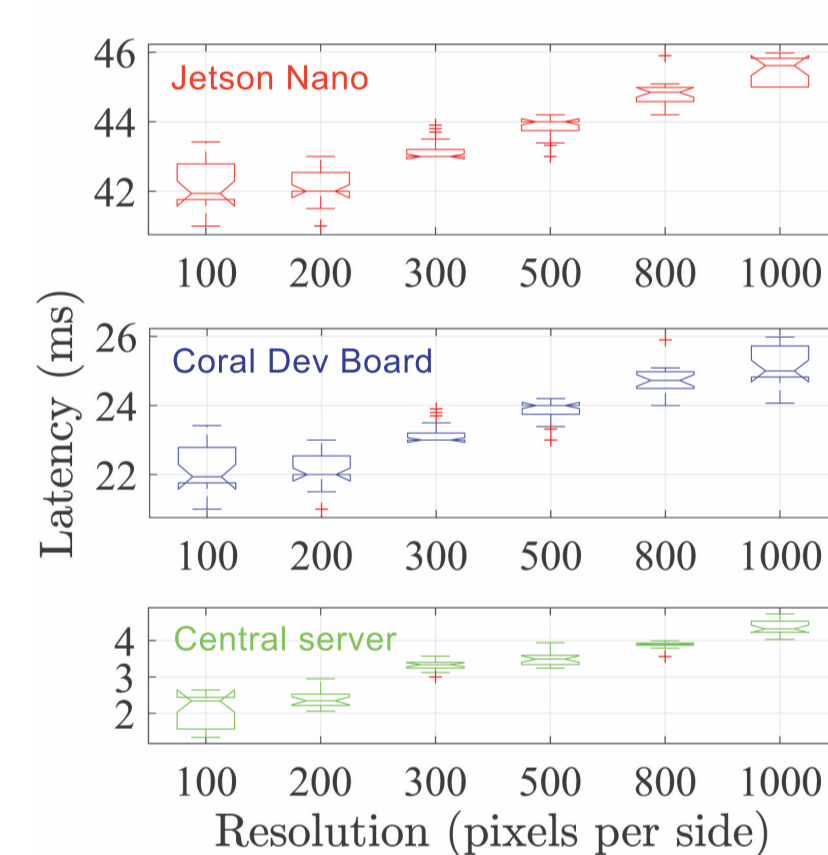 46
Jetson Nano
44
42
100 200 300 500 800 1000
Latency (ms)
26
Coral Dev Board
24
22
100 200 300 500 800 1000
4
Central server
3
2
100 200 300 500 800 1000
Resolution (pixels per side)